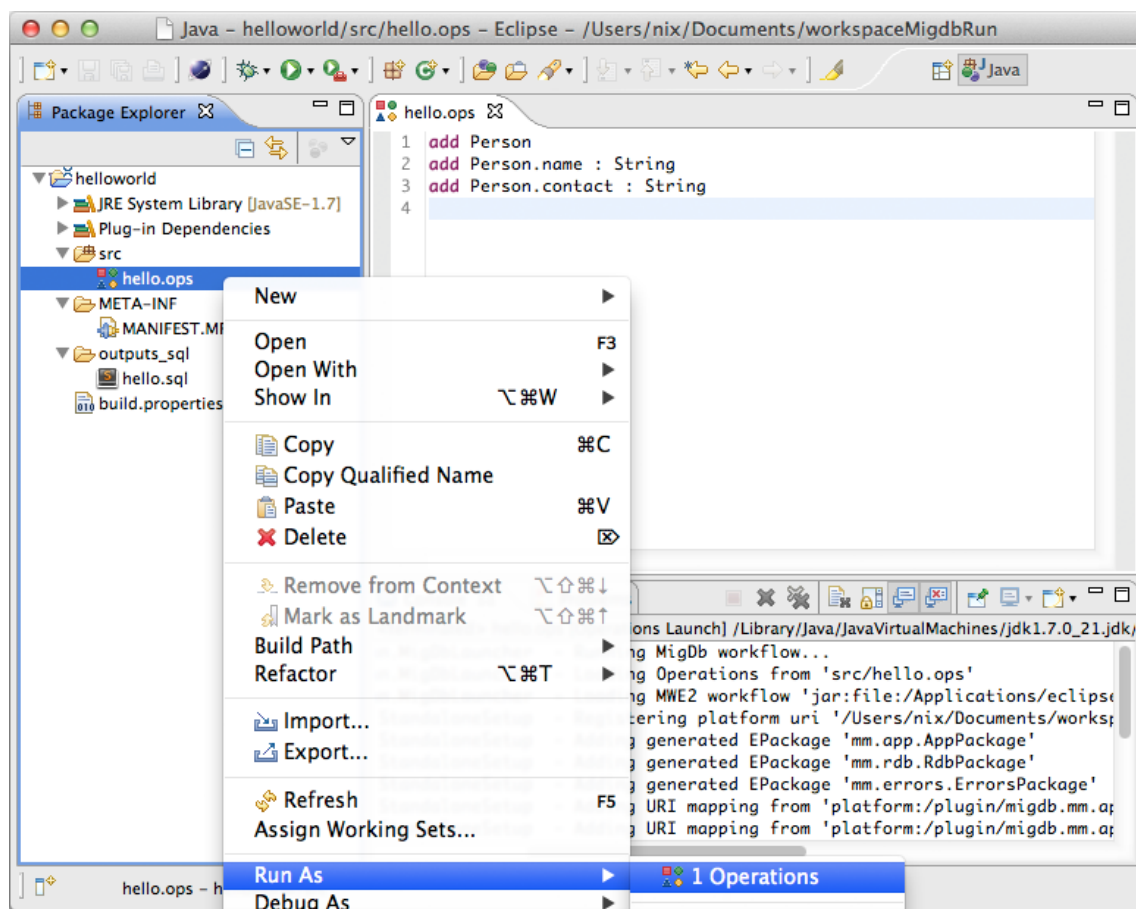 Java – helloworld/src/hello.ops – Eclipse – /Users/nix/Documents/workspaceMigdbRun
Java
Package Explorer
helloworld
JRE System Library [JavaSE-1.7]
Plug-in Dependencies
src
hello.ops
META-INF
MANIFEST.MF
outputs_sql
hello.sql
build.properties
hello.ops
1 add Person
2 add Person.name : String
3 add Person.contact : String
4
New
Open F3
Open With
Show In ⌥⌘W
Copy ⌘C
Copy Qualified Name
Paste ⌘V
Delete ⌦
Remove from Context ⌥⇧⌘↓
Mark as Landmark ⌥⇧⌘↑
Build Path
Refactor ⌥⌘T
Import...
Export...
Refresh F5
Assign Working Sets...
Run As
Debug As
1 Operations
ons Launch] /Library/Java/JavaVirtualMachines/jdk1.7.0_21.jdk/
ng MigDb workflow...
ng Operations from 'src/hello.ops'
ng MWE2 workflow 'jar:file:/Applications/eclipse
tering platform uri '/Users/nix/Documents/worksp
g generated EPackage 'mm.app.AppPackage'
g generated EPackage 'mm.rdb.RdbPackage'
g generated EPackage 'mm.errors.ErrorsPackage'
g URI mapping from 'platform:/plugin/migdb.mm.ap
g URI mapping from 'platform:/plugin/migdb.mm.ap
hello.ops – h